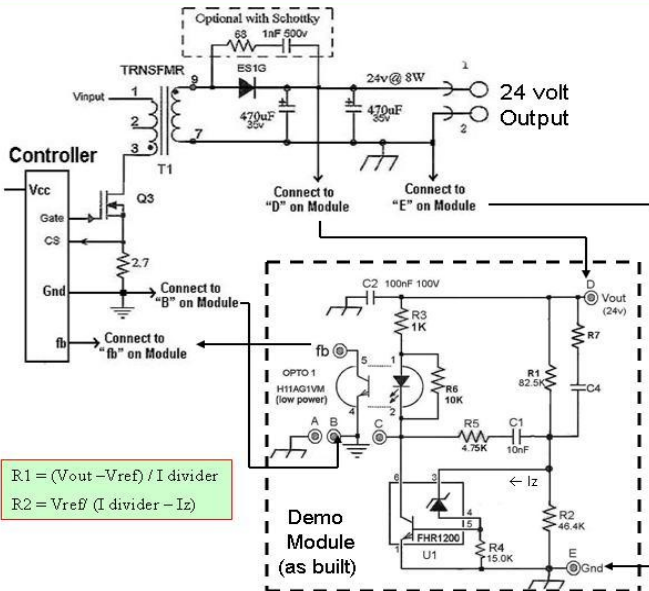 Optional with Schottky
68
1nF 500v
TRNSFMR
9
ES1G
24v@ 8W
1
Vinput
1
2
3
7
T1
470uF
35v
470uF
35v
2
24 volt
Output
Controller
Vcc
Gate
CS
Gnd
fb
Q3
2.7
Connect to
"D" on Module
Connect to
"E" on Module
Connect to
"B" on Module
Connect to
"fb" on Module
C2 100nF 100V
D
Vout
(24v)
R3
1K
R7
fb
5
1
OPTO 1
H11AG1VM
(low power)
4
2
R6
10K
R1
82.5K
C4
A
B
C
R5
4.75K
C1
10nF
R1 = (Vout –Vref) / I divider
R2 = Vref/ (I divider – Iz)
← Iz
6
3
4
5
FHR1200
1
U1
R4
15.0K
R2
46.4K
E
Gnd
Demo
Module
(as built)